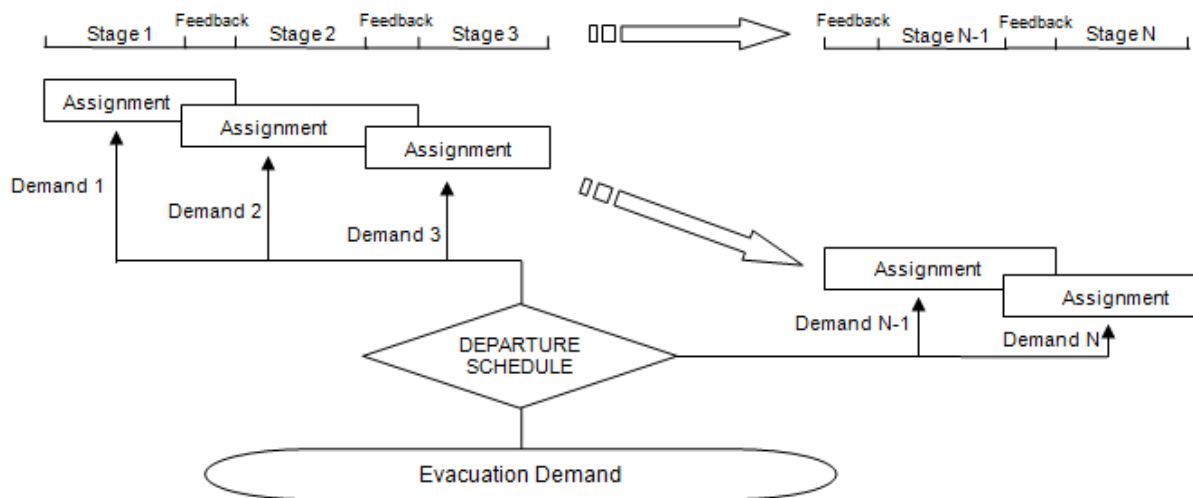 Feedback Feedback Feedback Feedback
Stage 1 Stage 2 Stage 3 Stage N-1 Stage N
Assignment
Assignment
Assignment
Demand 1
Demand 2
Demand 3
Assignment
Assignment
Demand N-1
Demand N
DEPARTURE
SCHEDULE
Evacuation Demand